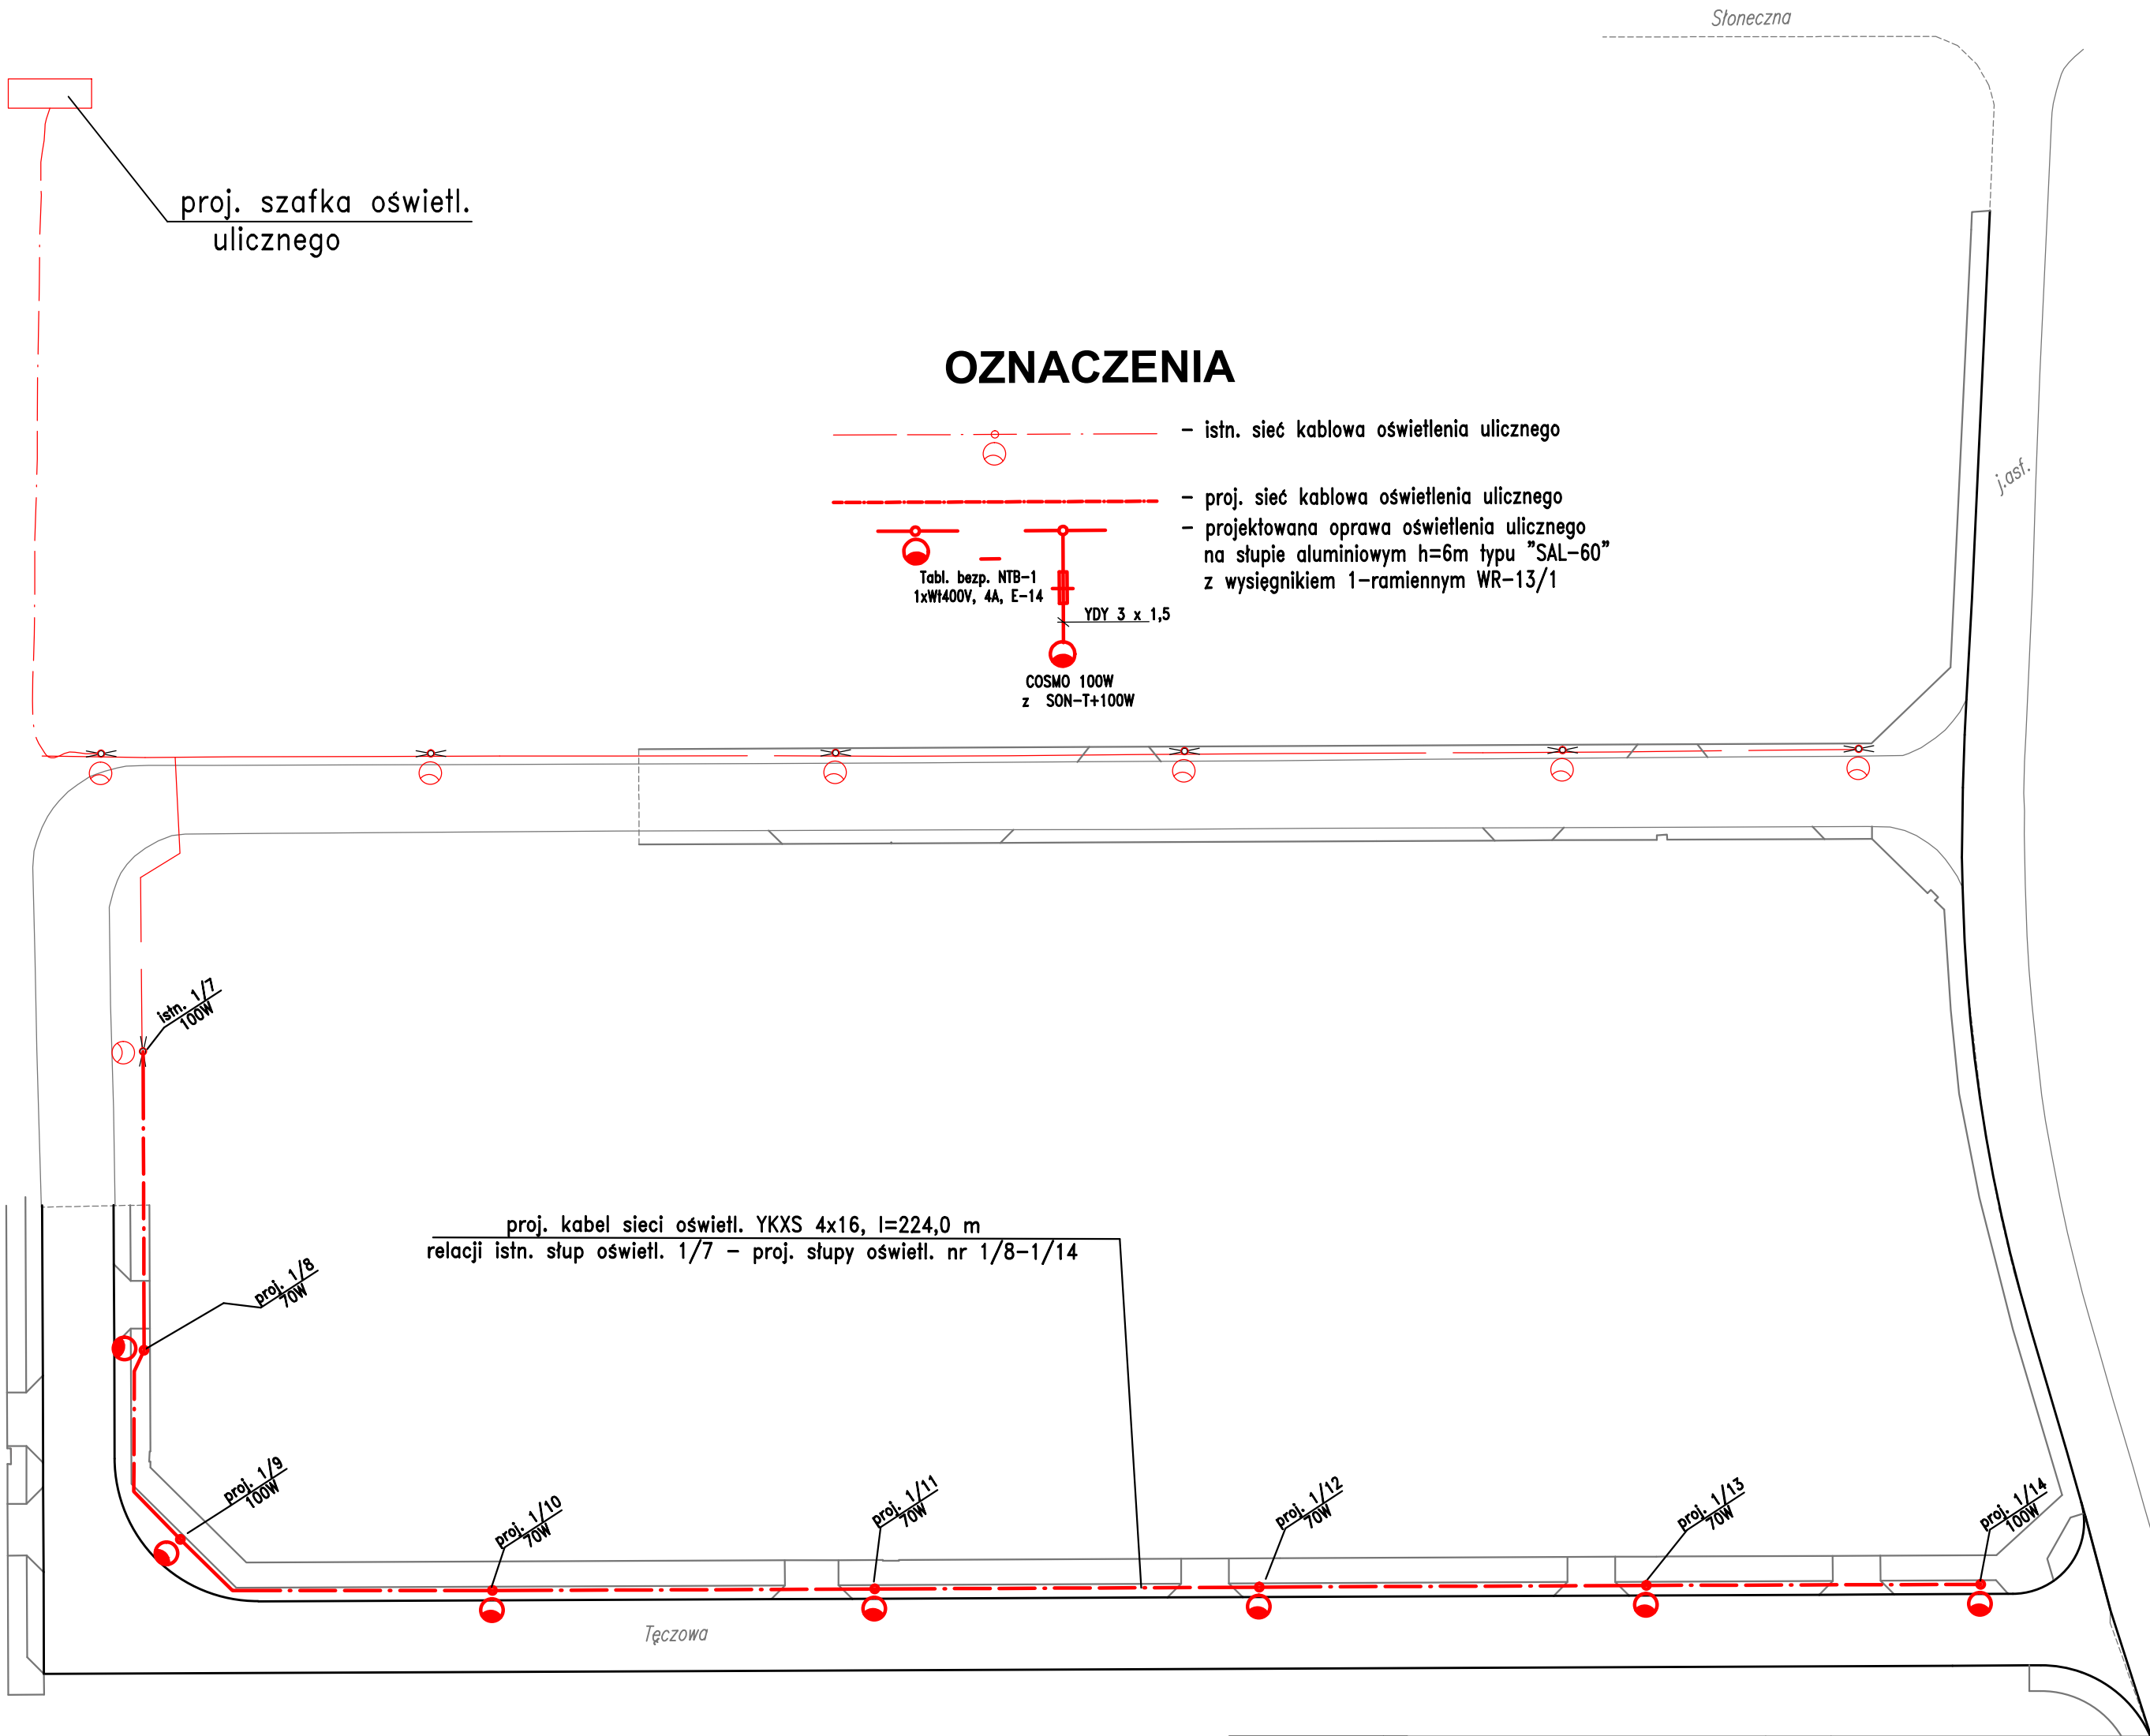 Słoneczna
proj. szafka oświetl.
ulicznego
OZNACZENIA
– istn. sieć kablowa oświetlenia ulicznego
– proj. sieć kablowa oświetlenia ulicznego
– projektowana oprawa oświetlenia ulicznego
na słupie aluminiowym h=6m typu ”SAL–60”
z wysięgnikiem 1–ramiennym WR–13/1
Tabl. bezp. NTB–1
1xWt400V, 4A, E–14
YDY 3 x 1,5
COSMO 100W
z SON–T+100W
j.asf.
istn. 1/7
100W
proj. kabel sieci oświetl. YKXS 4x16, l=224,0 m
relacji istn. słup oświetl. 1/7 – proj. słupy oświetl. nr 1/8–1/14
proj. 1/8
70W
proj. 1/9
100W
proj. 1/10
70W
proj. 1/11
70W
proj. 1/12
70W
proj. 1/13
70W
proj. 1/14
100W
Tęczowa